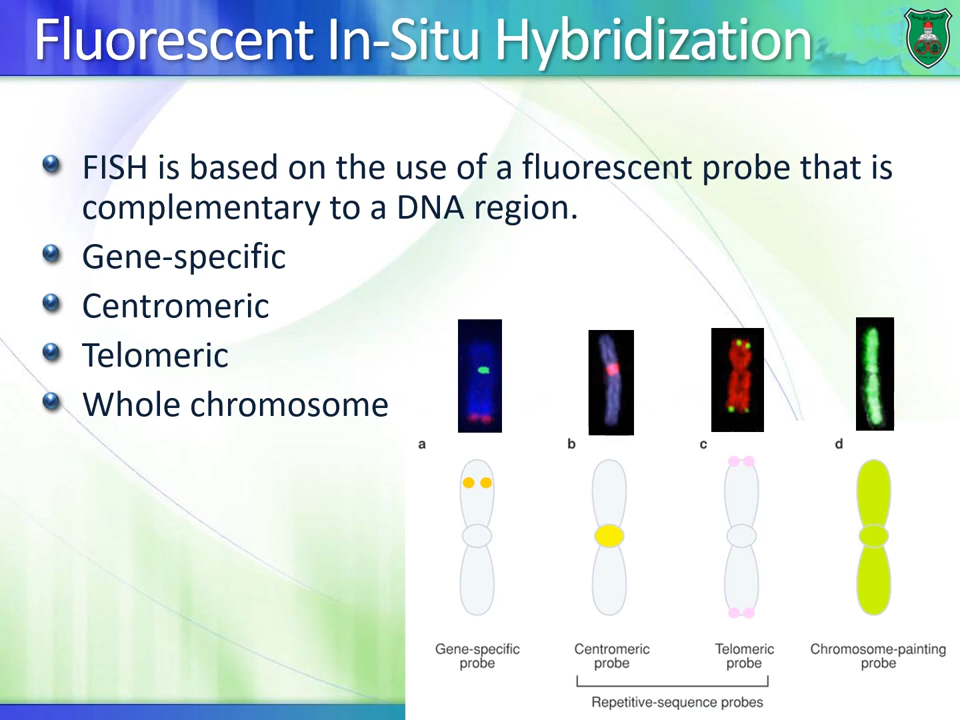 Fluorescent In-Situ Hybridization
FISH is based on the use of a fluorescent probe that is
complementary to a DNA region.
Gene-specific
Centromeric
Telomeric
Whole chromosome
a
b
c
d
Gene-specific
probe
Centromeric
probe
Telomeric
probe
Chromosome-painting
probe
Repetitive-sequence probes